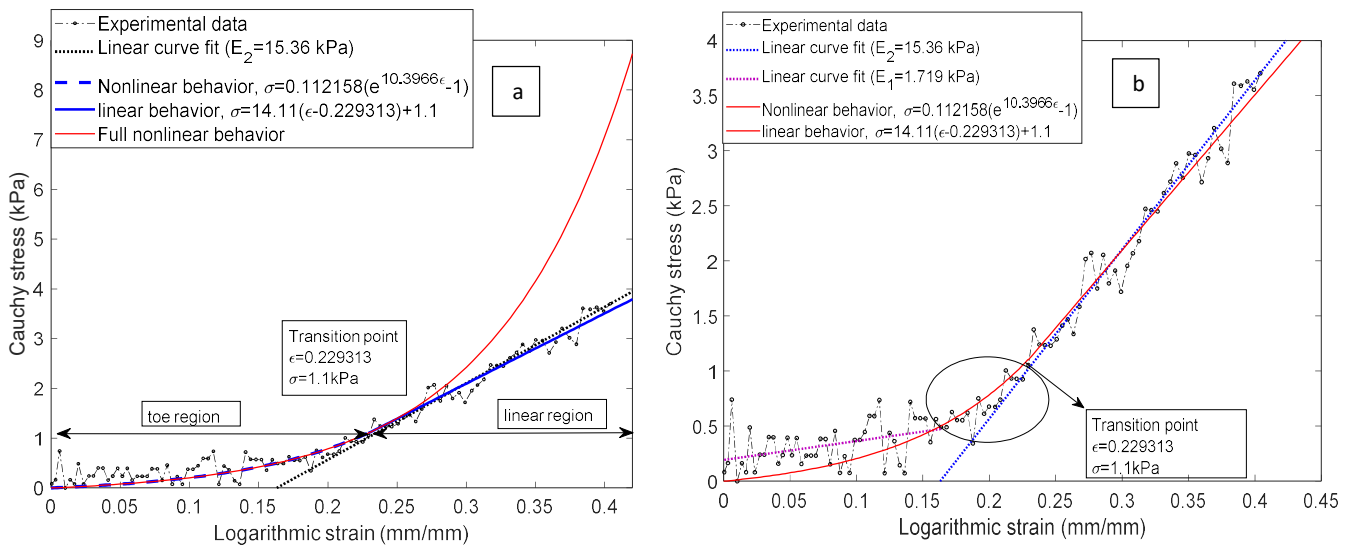 Experimental data
Linear curve fit (E2=15.36 kPa)
Nonlinear behavior, σ=0.112158(e^10.3966ϵ-1)
linear behavior, σ=14.11(ϵ-0.229313)+1.1
Full nonlinear behavior
a
9
8
7
6
5
4
3
2
1
0
Cauchy stress (kPa)
Transition point
ϵ=0.229313
σ=1.1kPa
toe region
linear region
0
0.05
0.1
0.15
0.2
0.25
0.3
0.35
0.4
Logarithmic strain (mm/mm)
Experimental data
Linear curve fit (E2=15.36 kPa)
Linear curve fit (E1=1.719 kPa)
Nonlinear behavior, σ=0.112158(e^10.3966ϵ-1)
linear behavior, σ=14.11(ϵ-0.229313)+1.1
b
4
3.5
3
2.5
2
1.5
1
0.5
0
Cauchy stress (kPa)
Transition point
ϵ=0.229313
σ=1.1kPa
0
0.05
0.1
0.15
0.2
0.25
0.3
0.35
0.4
0.45
Logarithmic strain (mm/mm)